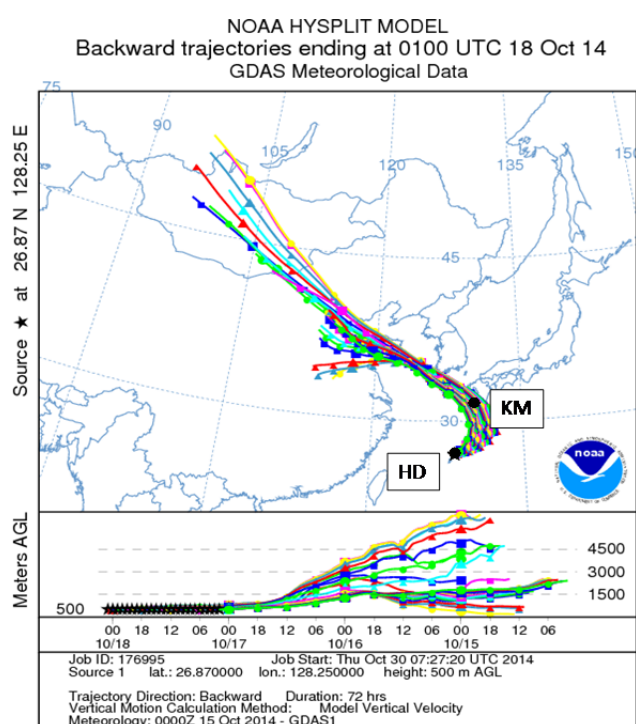 NOAA HYSPLIT MODEL
Backward trajectories ending at 0100 UTC 18 Oct 14
GDAS Meteorological Data
Source ★ at 26.87 N 128.25 E
75
90
105
120
135
150
45
30
KM
HD
noaa
Meters AGL
500
4500
3000
1500
00 18 12 06 00 18 12 06 00 18 12 06 00 18 12 06
10/18 10/17 10/16 10/15
Job ID: 176995 Job Start: Thu Oct 30 07:27:20 UTC 2014
Source 1 lat.: 26.870000 lon.: 128.250000 height: 500 m AGL
Trajectory Direction: Backward Duration: 72 hrs
Vertical Motion Calculation Method: Model Vertical Velocity
Meteorology: 0000Z 15 Oct 2014 - GDAS1